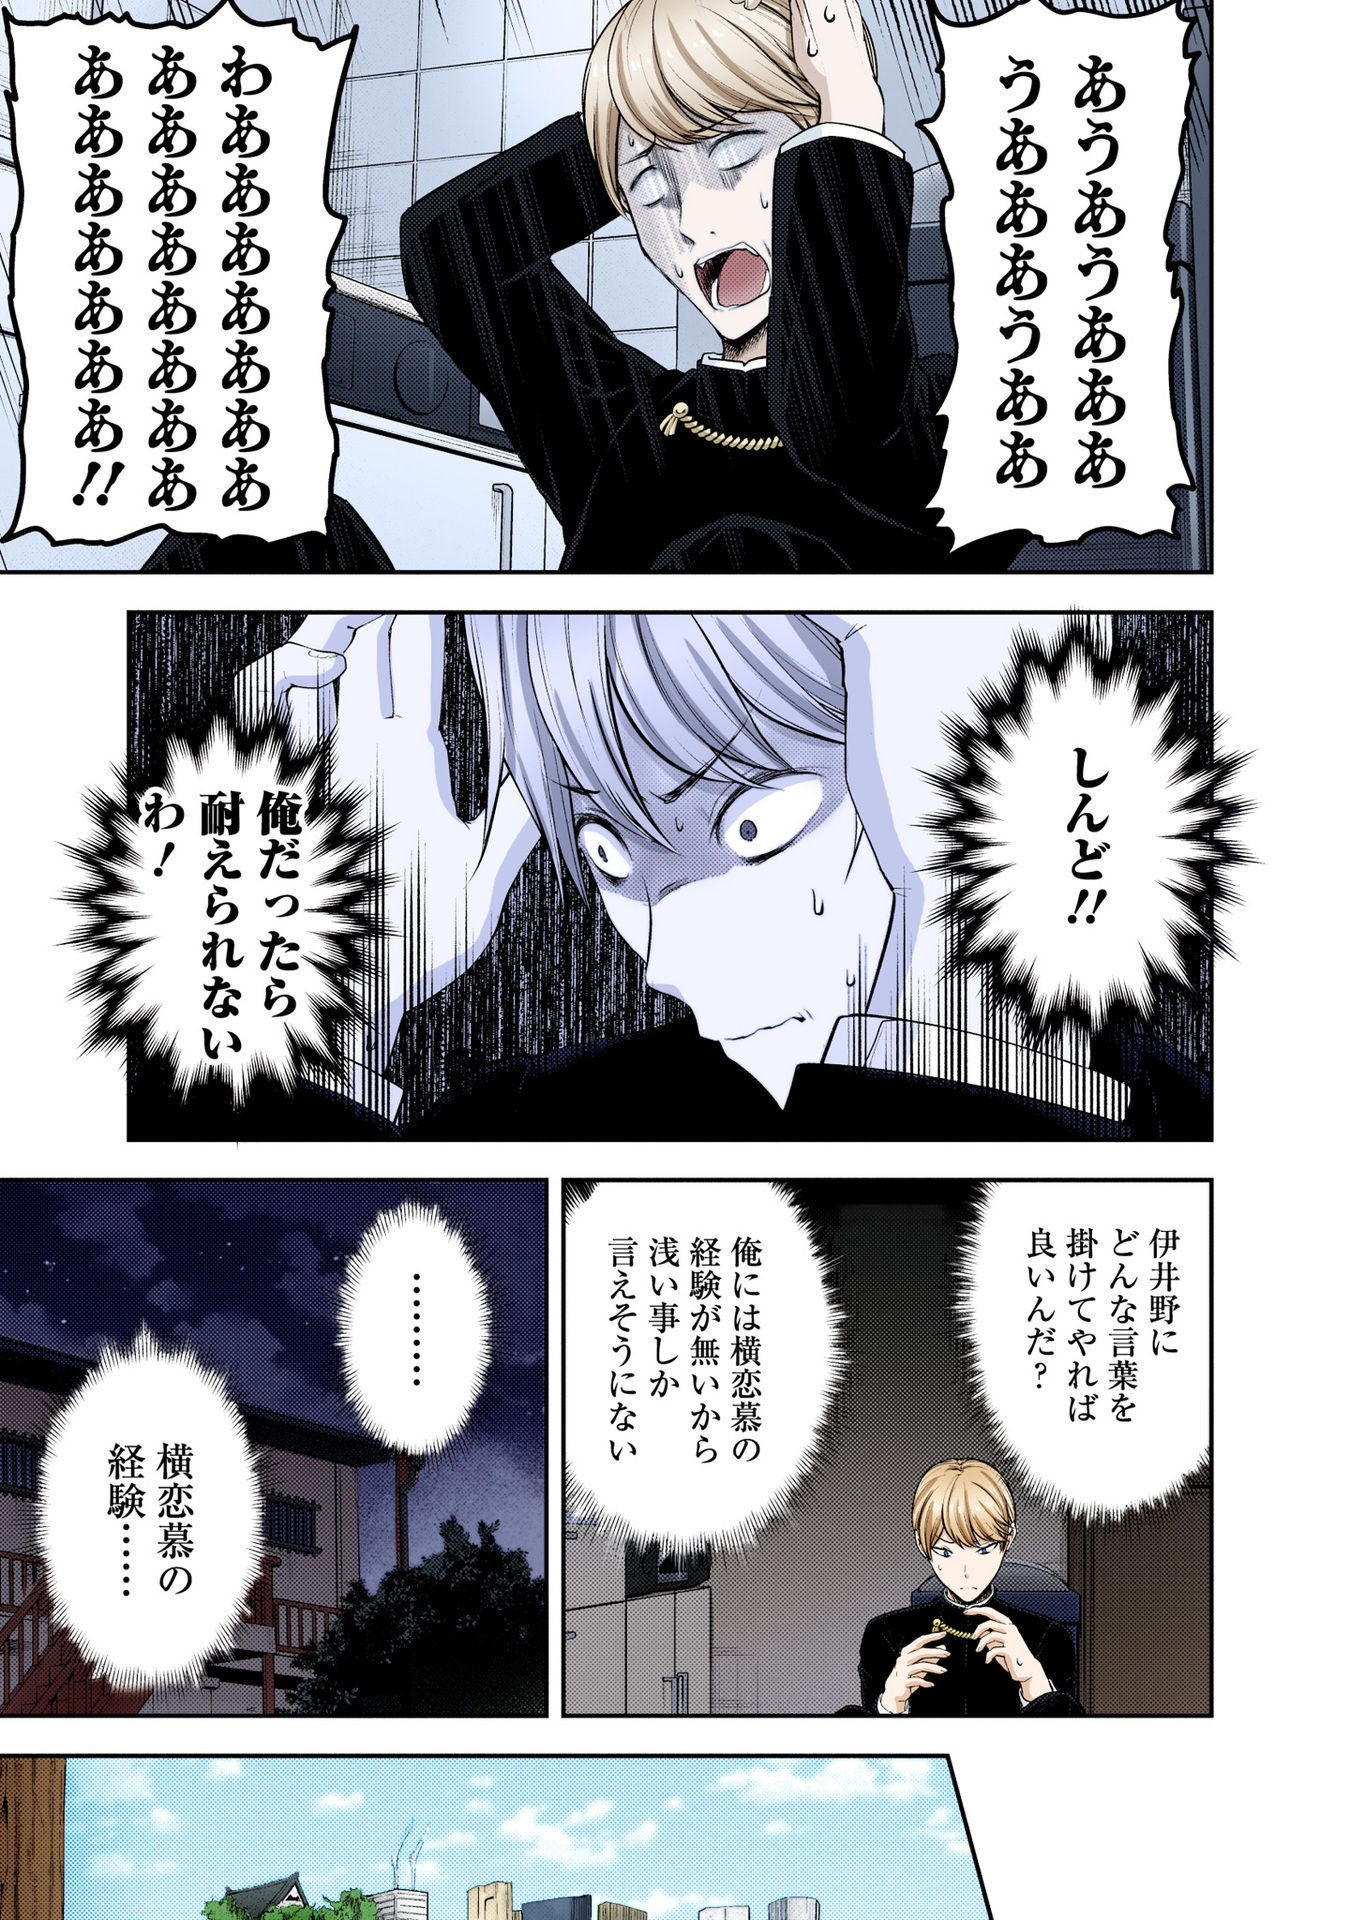 あうあうあああ
うあああうああ
わあああああああ
ああああああああ
あああああああ!!
しんど!!
俺だったら
耐えられない
わ!
伊井野に
どんな言葉を
掛けてやれば
良いんだ?
俺には横恋慕の
経験が無いから
浅い事しか
言えそうにない
………
横恋慕の
経験……